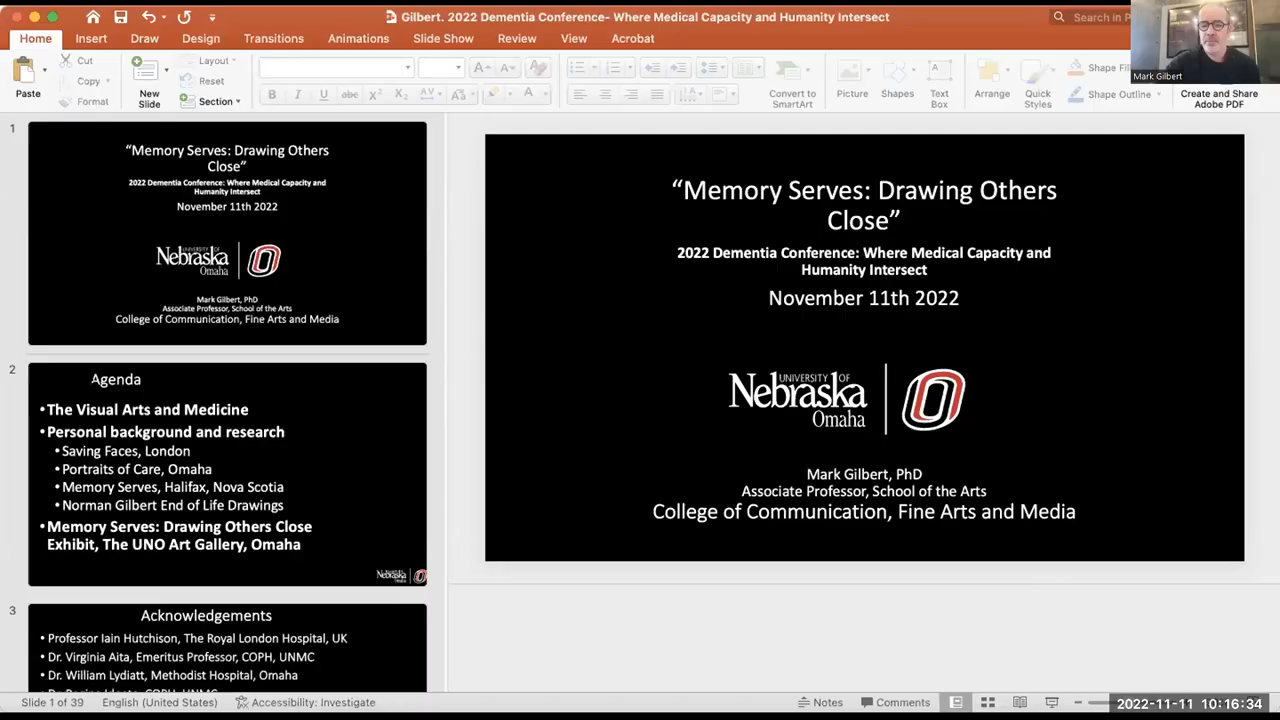 Gilbert. 2022 Dementia Conference- Where Medical Capacity and Humanity Intersect
Search in P
Home Insert Draw Design Transitions Animations Slide Show Review View Acrobat
Mark Gilbert
Paste
Cut
Copy
Format
New Slide
Layout
Reset
Section
B I U abc X² X₂ AV Aa A
Convert to SmartArt
Picture
Shapes
Text Box
Arrange
Quick Styles
Shape Fil
Shape Outline
Create and Share Adobe PDF
1
“Memory Serves: Drawing Others
Close”
2022 Dementia Conference: Where Medical Capacity and
Humanity Intersect
November 11th 2022
UNIVERSITY OF
Nebraska
Omaha
Mark Gilbert, PhD
Associate Professor, School of the Arts
College of Communication, Fine Arts and Media
2
Agenda
•The Visual Arts and Medicine
•Personal background and research
•Saving Faces, London
•Portraits of Care, Omaha
•Memory Serves, Halifax, Nova Scotia
•Norman Gilbert End of Life Drawings
•Memory Serves: Drawing Others Close
Exhibit, The UNO Art Gallery, Omaha
Nebraska
3
Acknowledgements
• Professor Iain Hutchison, The Royal London Hospital, UK
• Dr. Virginia Aita, Emeritus Professor, COPH, UNMC
• Dr. William Lydiatt, Methodist Hospital, Omaha
“Memory Serves: Drawing Others
Close”
2022 Dementia Conference: Where Medical Capacity and
Humanity Intersect
November 11th 2022
UNIVERSITY OF
Nebraska
Omaha
Mark Gilbert, PhD
Associate Professor, School of the Arts
College of Communication, Fine Arts and Media
Slide 1 of 39 English (United States) Accessibility: Investigate Notes Comments
2022-11-11 10:16:34